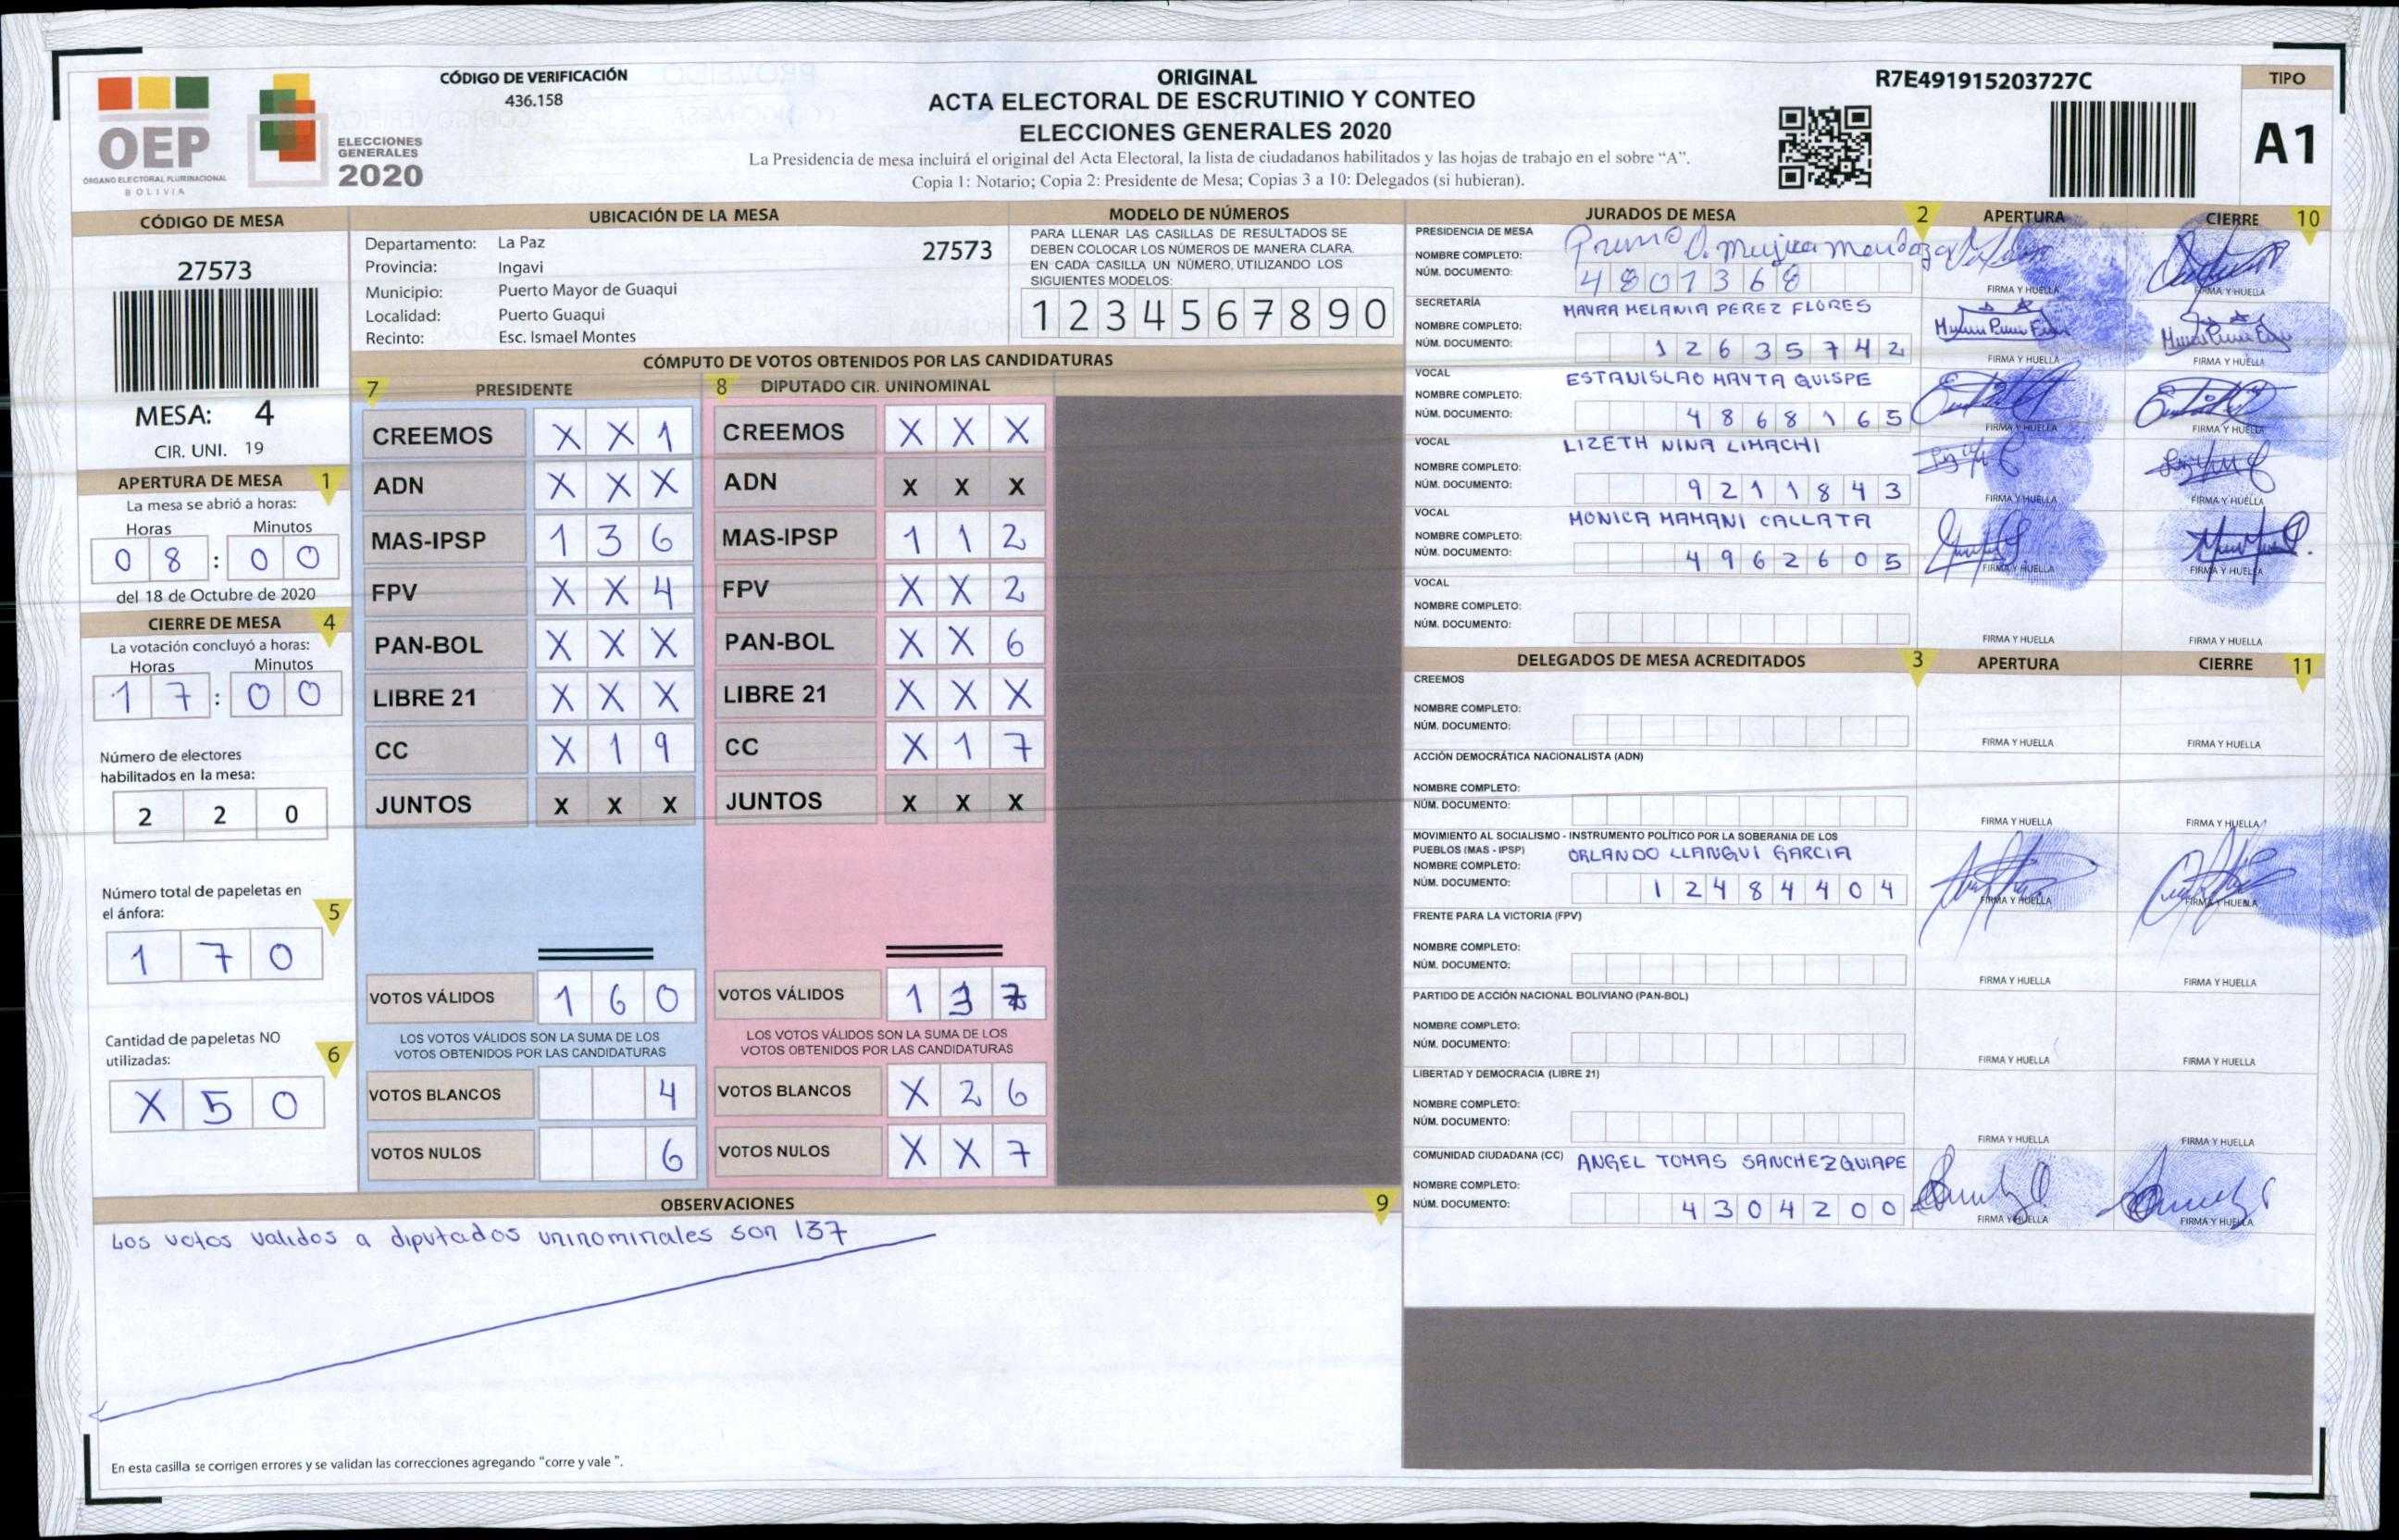 OEP
ÓRGANO ELECTORAL PLURINACIONAL
BOLIVIA
ELECCIONES
GENERALES
2020
CÓDIGO DE VERIFICACIÓN
436.158
ORIGINAL
ACTA ELECTORAL DE ESCRUTINIO Y CONTEO
ELECCIONES GENERALES 2020
La Presidencia de mesa incluirá el original del Acta Electoral, la lista de ciudadanos habilitados y las hojas de trabajo en el sobre “A”.
Copia 1: Notario; Copia 2: Presidente de Mesa; Copias 3 a 10: Delegados (si hubieran).
R7E491915203727C
TIPO
A1
CÓDIGO DE MESA
27573
MESA: 4
CIR. UNI. 19
APERTURA DE MESA 1
La mesa se abrió a horas:
Horas Minutos
0 8 : 0 0
del 18 de Octubre de 2020
CIERRE DE MESA 4
La votación concluyó a horas:
Horas Minutos
1 7 : 0 0
Número de electores
habilitados en la mesa:
2 2 0
Número total de papeletas en
el ánfora: 5
1 7 0
Cantidad de papeletas NO
utilizadas: 6
X 5 0
UBICACIÓN DE LA MESA
Departamento: La Paz 27573
Provincia: Ingavi
Municipio: Puerto Mayor de Guaqui
Localidad: Puerto Guaqui
Recinto: Esc. Ismael Montes
MODELO DE NÚMEROS
PARA LLENAR LAS CASILLAS DE RESULTADOS SE
DEBEN COLOCAR LOS NÚMEROS DE MANERA CLARA.
EN CADA CASILLA UN NÚMERO, UTILIZANDO LOS
SIGUIENTES MODELOS:
1 2 3 4 5 6 7 8 9 0
CÓMPUTO DE VOTOS OBTENIDOS POR LAS CANDIDATURAS
7 PRESIDENTE 8 DIPUTADO CIR. UNINOMINAL
CREEMOS X X 1 CREEMOS X X X
ADN X X X ADN X X X
MAS-IPSP 1 3 6 MAS-IPSP 1 1 2
FPV X X 4 FPV X X 2
PAN-BOL X X X PAN-BOL X X 6
LIBRE 21 X X X LIBRE 21 X X X
CC X 1 9 CC X 1 7
JUNTOS X X X JUNTOS X X X
VOTOS VÁLIDOS 1 6 0 VOTOS VÁLIDOS 1 3 7
LOS VOTOS VÁLIDOS SON LA SUMA DE LOS LOS VOTOS VÁLIDOS SON LA SUMA DE LOS
VOTOS OBTENIDOS POR LAS CANDIDATURAS VOTOS OBTENIDOS POR LAS CANDIDATURAS
VOTOS BLANCOS 4 VOTOS BLANCOS X 2 6
VOTOS NULOS 6 VOTOS NULOS X X 7
OBSERVACIONES 9
Los votos validos a diputados uninominales son 137
En esta casilla se corrigen errores y se validan las correcciones agregando “corre y vale ”.
JURADOS DE MESA 2 APERTURA CIERRE 10
PRESIDENCIA DE MESA
NOMBRE COMPLETO: Mujica Mendoza
NÚM. DOCUMENTO: 4 8 0 1 3 6 8
FIRMA Y HUELLA FIRMA Y HUELLA
SECRETARÍA
NOMBRE COMPLETO: MAYRA MELANIA PEREZ FLORES
NÚM. DOCUMENTO: 1 2 6 3 5 7 4 2
FIRMA Y HUELLA FIRMA Y HUELLA
VOCAL
NOMBRE COMPLETO: ESTANISLAO MAYTA QUISPE
NÚM. DOCUMENTO: 4 8 6 8 1 6 5
FIRMA Y HUELLA FIRMA Y HUELLA
VOCAL
NOMBRE COMPLETO: LIZETH NINA LIMACHI
NÚM. DOCUMENTO: 9 2 1 1 8 4 3
FIRMA Y HUELLA FIRMA Y HUELLA
VOCAL
NOMBRE COMPLETO: MONICA MAMANI CALLATA
NÚM. DOCUMENTO: 4 9 6 2 6 0 5
FIRMA Y HUELLA FIRMA Y HUELLA
VOCAL
NOMBRE COMPLETO:
NÚM. DOCUMENTO:
FIRMA Y HUELLA FIRMA Y HUELLA
DELEGADOS DE MESA ACREDITADOS 3 APERTURA CIERRE 11
CREEMOS
NOMBRE COMPLETO:
NÚM. DOCUMENTO:
FIRMA Y HUELLA FIRMA Y HUELLA
ACCIÓN DEMOCRÁTICA NACIONALISTA (ADN)
NOMBRE COMPLETO:
NÚM. DOCUMENTO:
FIRMA Y HUELLA FIRMA Y HUELLA
MOVIMIENTO AL SOCIALISMO - INSTRUMENTO POLÍTICO POR LA SOBERANIA DE LOS
PUEBLOS (MAS - IPSP)
NOMBRE COMPLETO: ORLANDO LLANQUI GARCIA
NÚM. DOCUMENTO: 1 2 4 8 4 4 0 4
FIRMA Y HUELLA FIRMA Y HUELLA
FRENTE PARA LA VICTORIA (FPV)
NOMBRE COMPLETO:
NÚM. DOCUMENTO:
FIRMA Y HUELLA FIRMA Y HUELLA
PARTIDO DE ACCIÓN NACIONAL BOLIVIANO (PAN-BOL)
NOMBRE COMPLETO:
NÚM. DOCUMENTO:
FIRMA Y HUELLA FIRMA Y HUELLA
LIBERTAD Y DEMOCRACIA (LIBRE 21)
NOMBRE COMPLETO:
NÚM. DOCUMENTO:
FIRMA Y HUELLA FIRMA Y HUELLA
COMUNIDAD CIUDADANA (CC) ANGEL TOMAS SANCHEZ QUIAPE
NOMBRE COMPLETO:
NÚM. DOCUMENTO: 4 3 0 4 2 0 0
FIRMA Y HUELLA FIRMA Y HUELLA